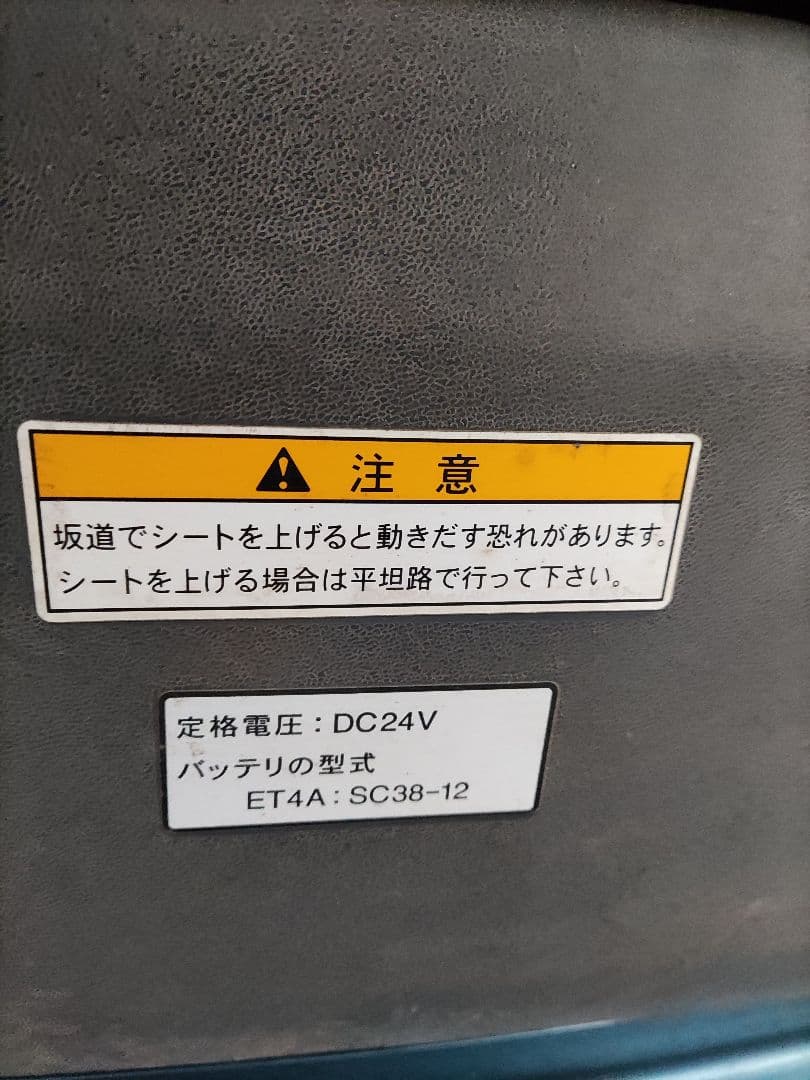 注意
坂道でシートを上げると動きだす恐れがあります。
シートを上げる場合は平坦路で行って下さい。
定格電圧：DC24V
バッテリの型式
ET4A：SC38-12